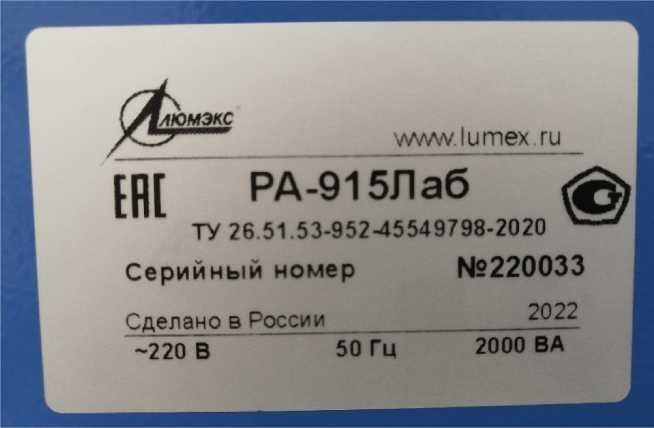 ЛЮМЭКС
www.lumex.ru
ЕАС РА-915Лаб
ТУ 26.51.53-952-45549798-2020
Серийный номер №220033
Сделано в России 2022
~220 В 50 Гц 2000 ВА